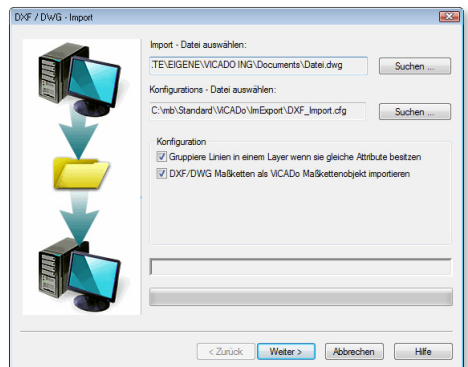 DXF / DWG - Import
Import - Datei auswählen:
.TE\EIGENE\VICADO ING\Documents\Datei.dwg
Suchen ...
Konfigurations - Datei auswählen:
C:\mb\Standard\ViCADo\ImExport\DXF_Import.cfg
Suchen ...
Konfiguration
Gruppiere Linien in einem Layer wenn sie gleiche Attribute besitzen
DXF/DWG Maßketten als ViCADo Maßkettenobjekt importieren
< Zurück
Weiter >
Abbrechen
Hilfe